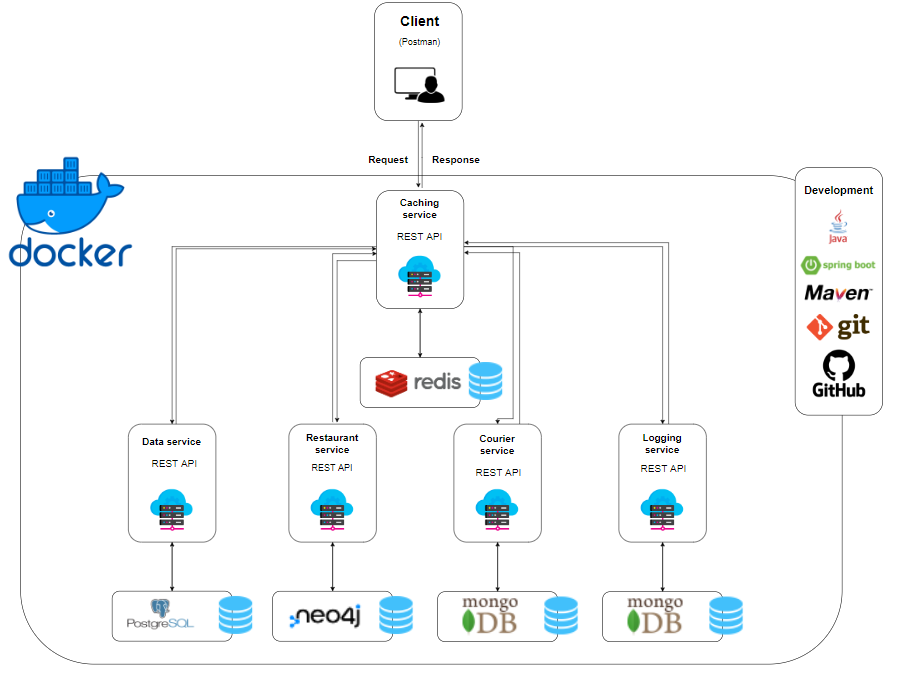 Client
(Postman)
Request
Response
docker
Caching
service
REST API
Development
Java
spring boot
Maven
git
GitHub
redis
Data service
REST API
Restaurant
service
REST API
Courier
service
REST API
Logging
service
REST API
PostgreSQL
neo4j
mongo
DB
mongo
DB